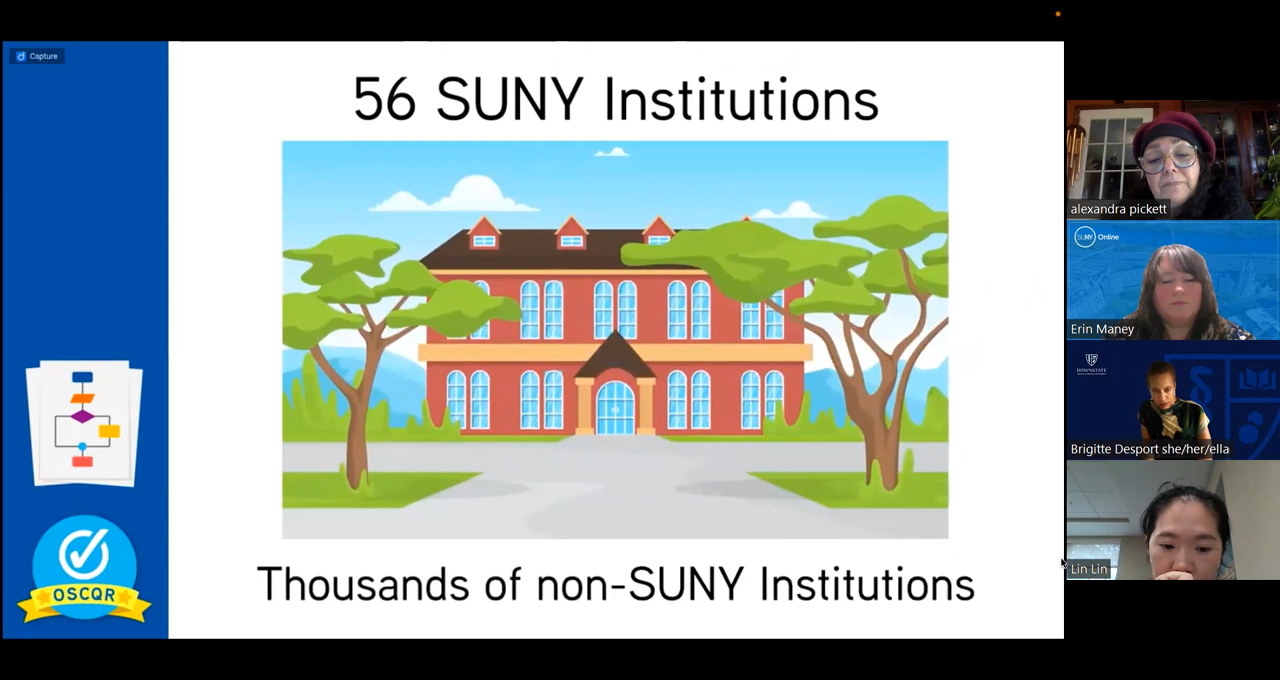 Capture
56 SUNY Institutions
Thousands of non-SUNY Institutions
OSCQR
alexandra pickett
SUNY Online
Erin Maney
DOWNSTATE
Brigitte Desport she/her/ella
Lin Lin